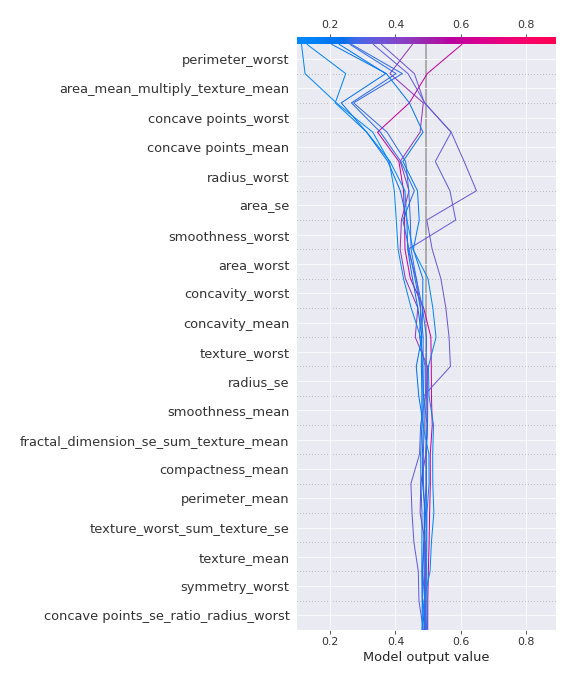 0.2 0.4 0.6 0.8
perimeter_worst
area_mean_multiply_texture_mean
concave points_worst
concave points_mean
radius_worst
area_se
smoothness_worst
area_worst
concavity_worst
concavity_mean
texture_worst
radius_se
smoothness_mean
fractal_dimension_se_sum_texture_mean
compactness_mean
perimeter_mean
texture_worst_sum_texture_se
texture_mean
symmetry_worst
concave points_se_ratio_radius_worst
0.2 0.4 0.6 0.8
Model output value